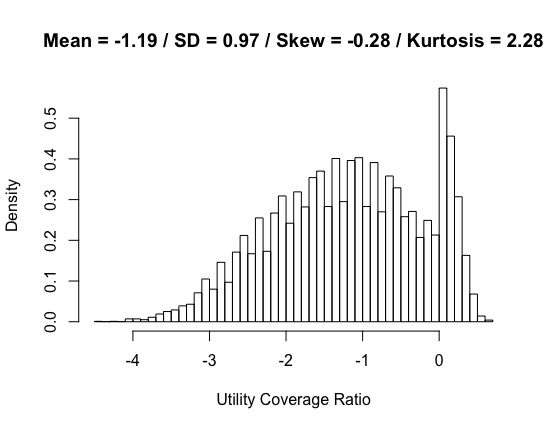 Mean = -1.19 / SD = 0.97 / Skew = -0.28 / Kurtosis = 2.28
Density
0.5
0.4
0.3
0.2
0.1
0.0
-4 -3 -2 -1 0
Utility Coverage Ratio